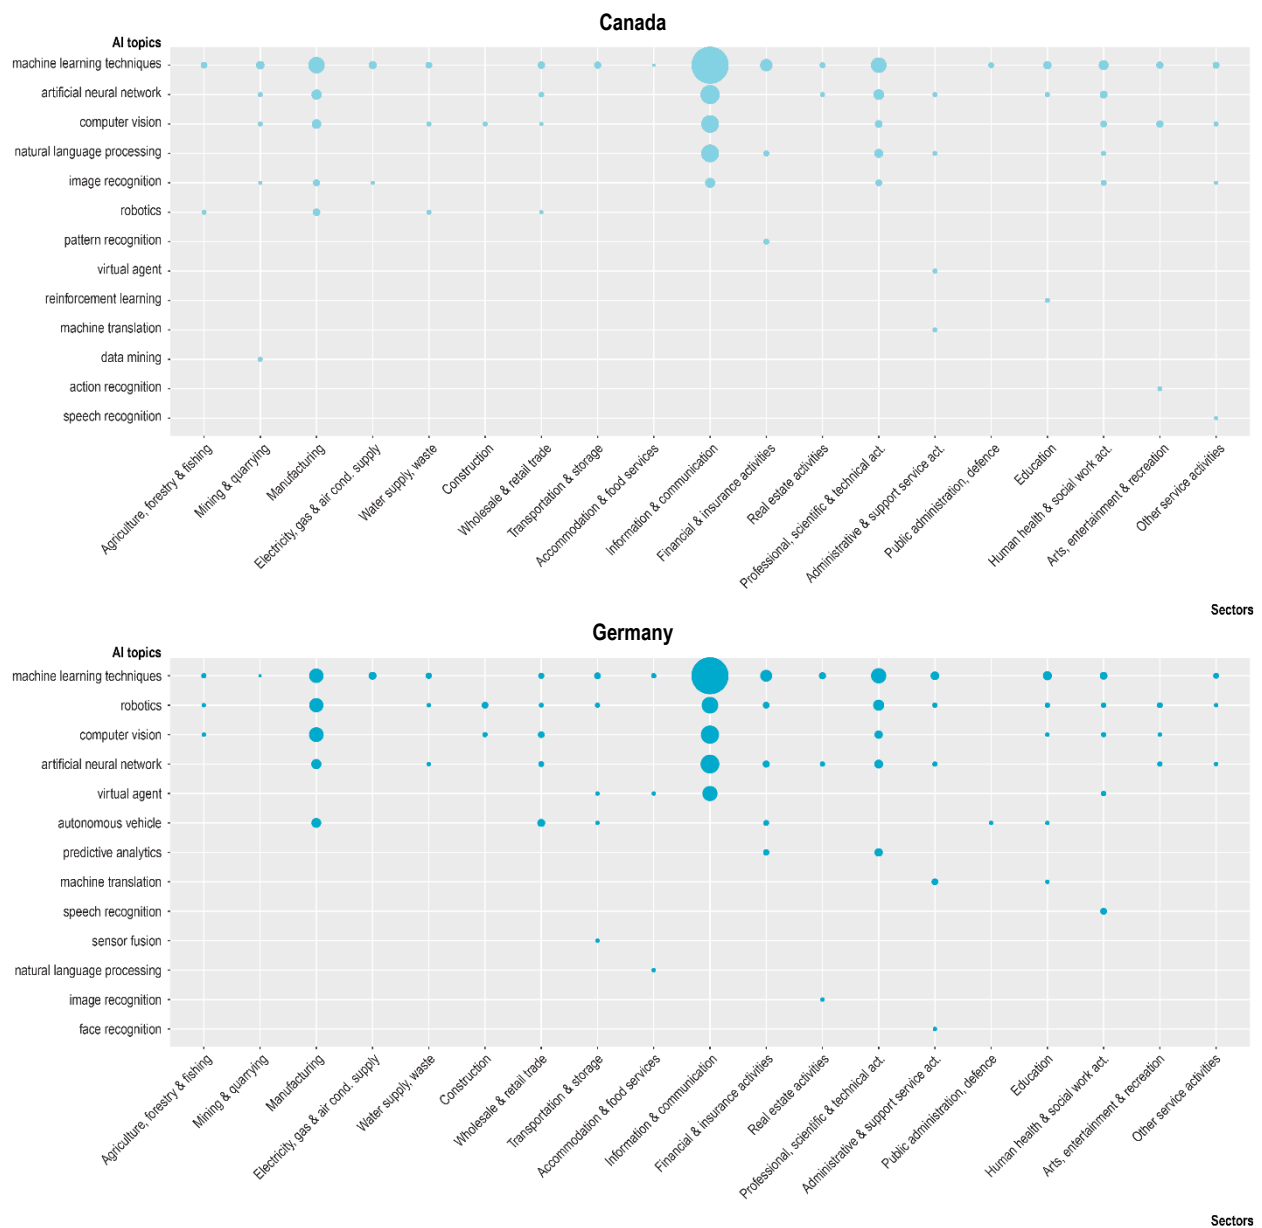 Canada
AI topics
machine learning techniques
artificial neural network
computer vision
natural language processing
image recognition
robotics
pattern recognition
virtual agent
reinforcement learning
machine translation
data mining
action recognition
speech recognition
Agriculture, forestry & fishing
Mining & quarrying
Manufacturing
Electricity, gas & air cond. supply
Water supply, waste
Construction
Wholesale & retail trade
Transportation & storage
Accommodation & food services
Information & communication
Financial & insurance activities
Real estate activities
Professional, scientific & technical act.
Administrative & support service act.
Public administration, defence
Education
Human health & social work act.
Arts, entertainment & recreation
Other service activities
Sectors
Germany
AI topics
machine learning techniques
robotics
computer vision
artificial neural network
virtual agent
autonomous vehicle
predictive analytics
machine translation
speech recognition
sensor fusion
natural language processing
image recognition
face recognition
Agriculture, forestry & fishing
Mining & quarrying
Manufacturing
Electricity, gas & air cond. supply
Water supply, waste
Construction
Wholesale & retail trade
Transportation & storage
Accommodation & food services
Information & communication
Financial & insurance activities
Real estate activities
Professional, scientific & technical act.
Administrative & support service act.
Public administration, defence
Education
Human health & social work act.
Arts, entertainment & recreation
Other service activities
Sectors